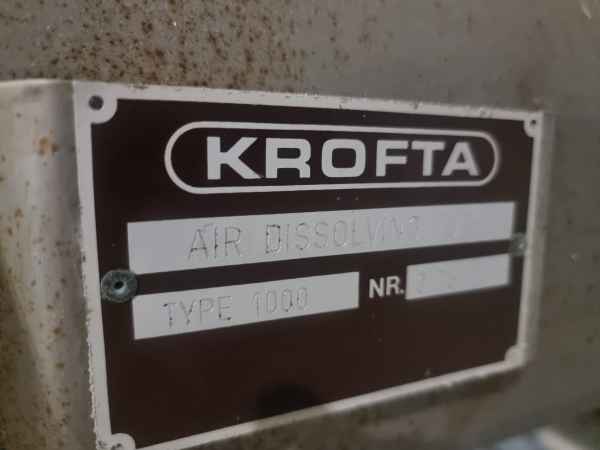 KROFTA
AIR DISSOLVING
TYPE 1000 NR.